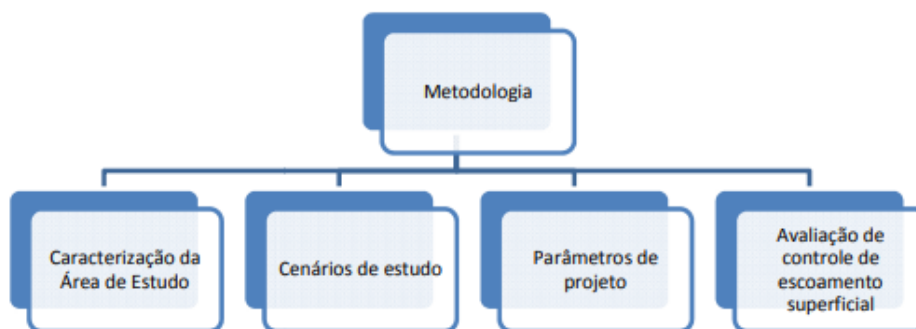 Metodologia
Caracterização da
Área de Estudo
Cenários de estudo
Parâmetros de
projeto
Avaliação de
controle de
escoamento
superficial